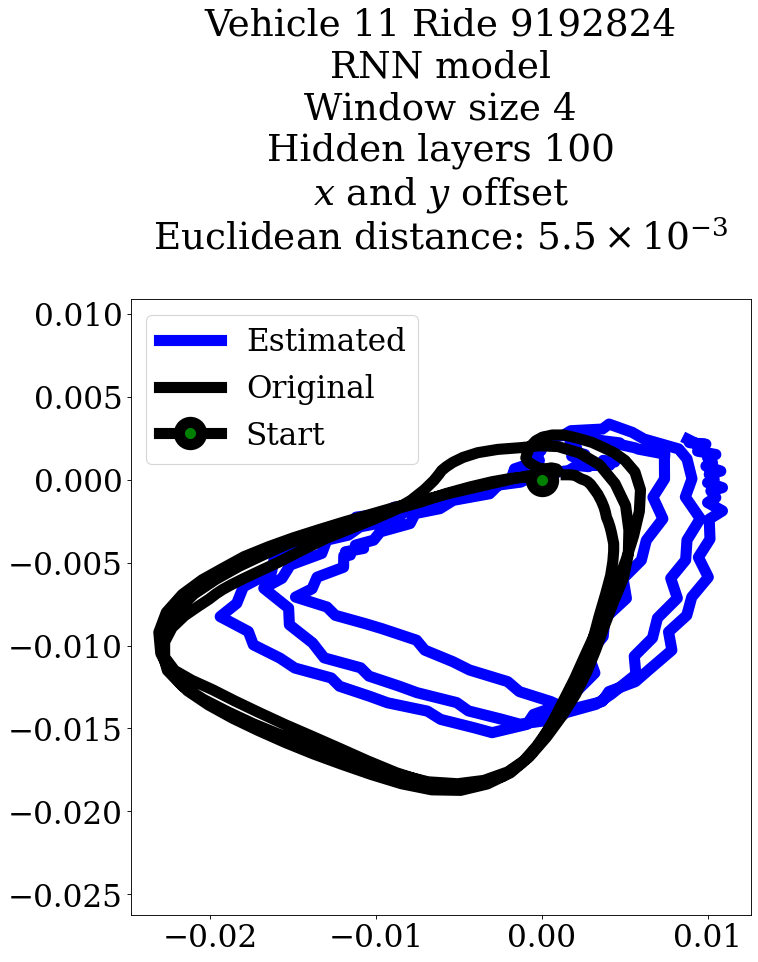 Vehicle 11 Ride 9192824
RNN model
Window size 4
Hidden layers 100
x and y offset
Euclidean distance: 5.5 × 10⁻³
0.010
Estimated
0.005
Original
Start
0.000
−0.005
−0.010
−0.015
−0.020
−0.025
−0.02 −0.01 0.00 0.01